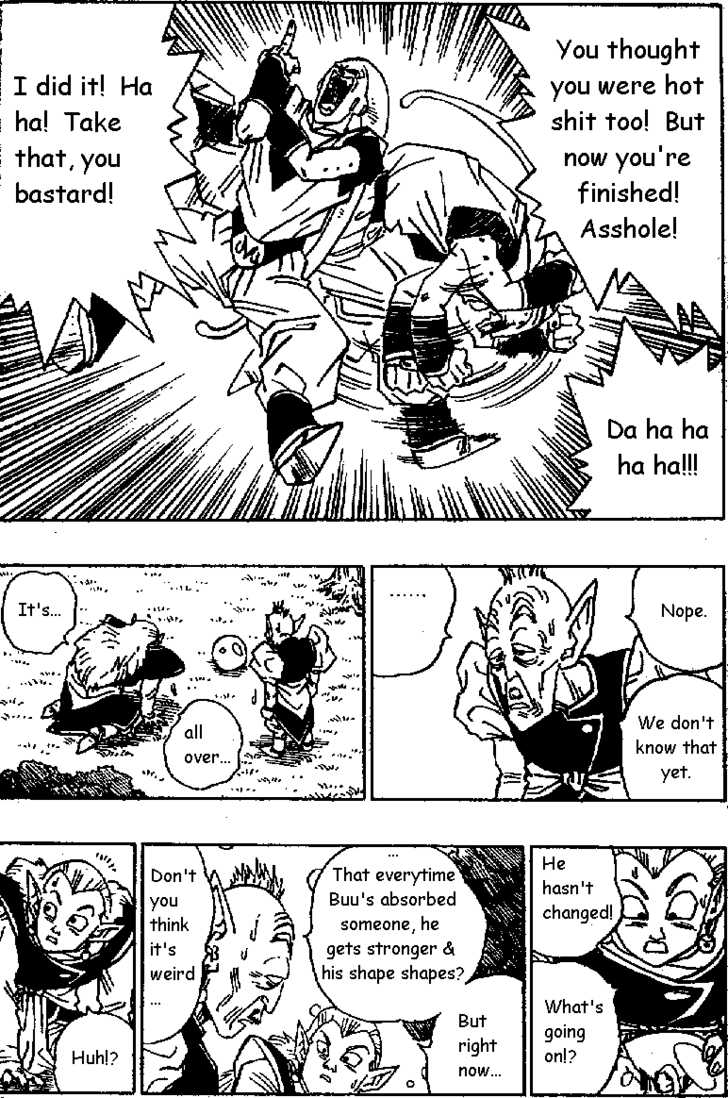 I did it! Ha
ha! Take
that, you
bastard!
You thought
you were hot
shit too! But
now you're
finished!
Asshole!
Da ha ha
ha ha!!!
It's...
all
over...
......
Nope.
We don't
know that
yet.
Huh!?
Don't
you
think
it's
weird
...
...
That everytime
Buu's absorbed
someone, he
gets stronger &
his shape shapes?
But
right
now...
He
hasn't
changed!
What's
going
on!?